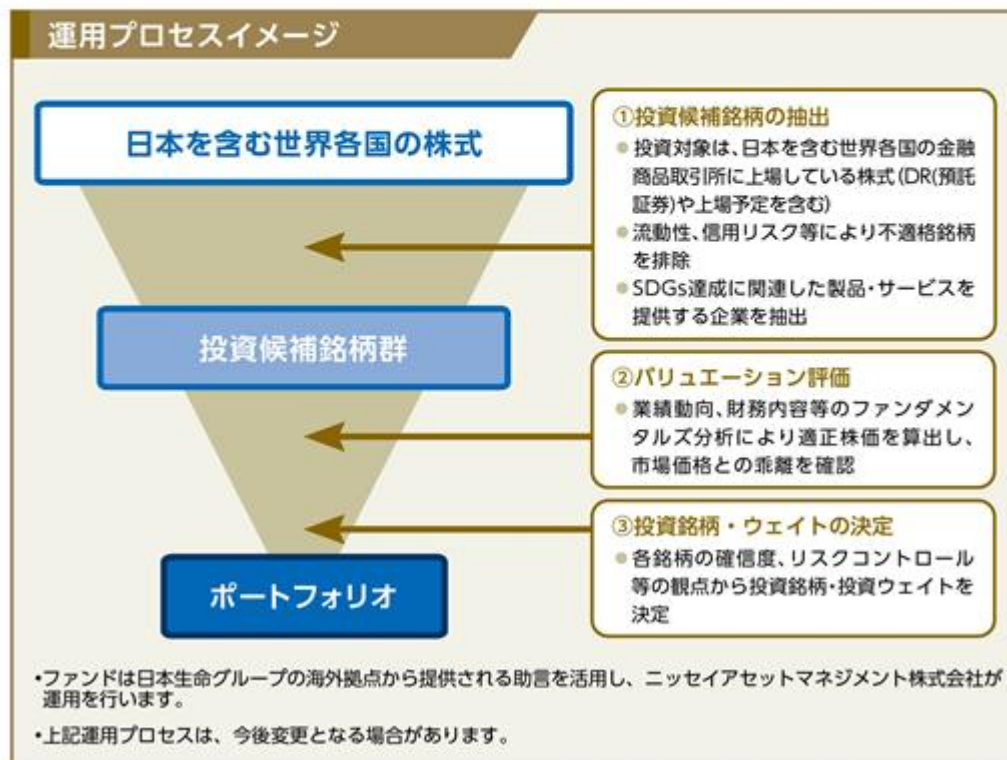 運用プロセスイメージ
日本を含む世界各国の株式
①投資候補銘柄の抽出
● 投資対象は、日本を含む世界各国の金融
商品取引所に上場している株式(DR(預託
証券)や上場予定を含む)
● 流動性、信用リスク等により不適格銘柄
を排除
● SDGs達成に関連した製品・サービスを
提供する企業を抽出
投資候補銘柄群
②バリュエーション評価
● 業績動向、財務内容等のファンダメン
タルズ分析により適正株価を算出し、
市場価格との乖離を確認
③投資銘柄・ウェイトの決定
● 各銘柄の確信度、リスクコントロール
等の観点から投資銘柄・投資ウェイトを
決定
ポートフォリオ
・ファンドは日本生命グループの海外拠点から提供される助言を活用し、ニッセイアセットマネジメント株式会社が
運用を行います。
・上記運用プロセスは、今後変更となる場合があります。